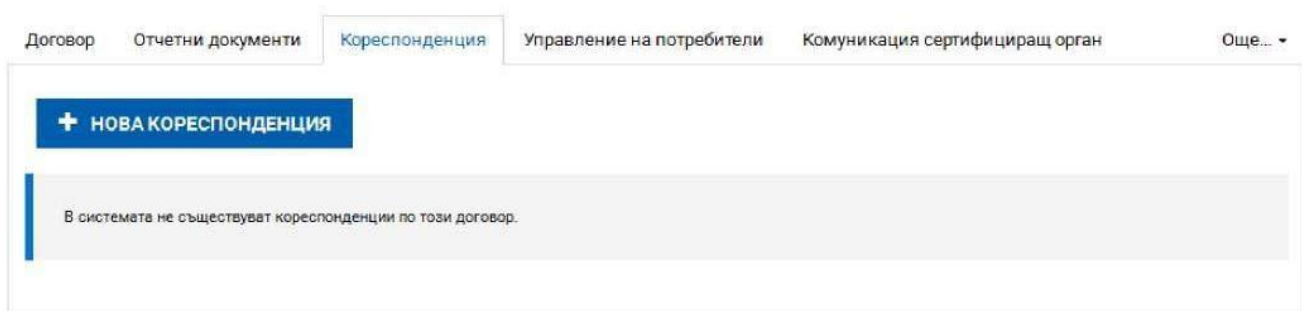 Договор Отчетни документи Кореспонденция Управление на потребители Комуникация сертифициращ орган Още...
+ НОВА КОРЕСПОНДЕНЦИЯ
В системата не съществуват кореспонденции по този договор.